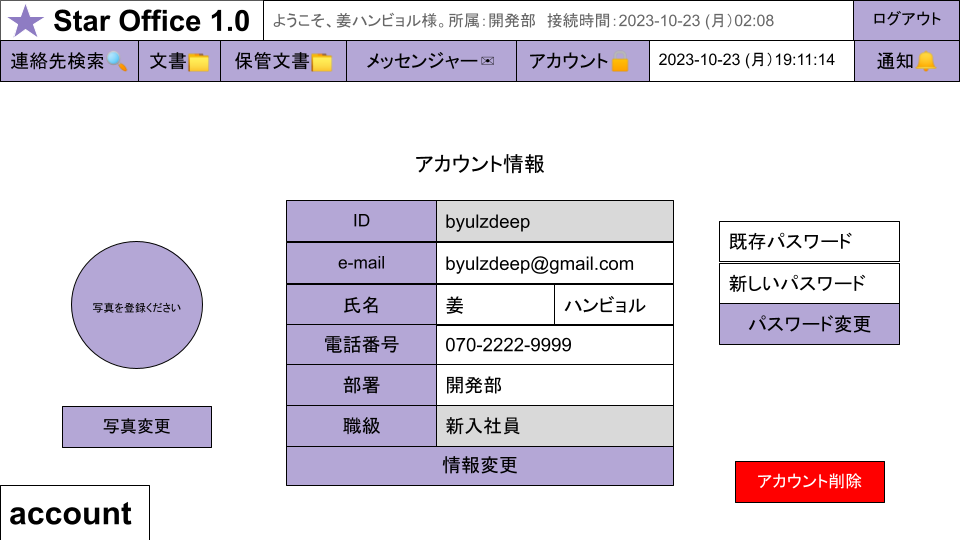 Star Office 1.0
ようこそ、姜ハンビョル様。所属：開発部 接続時間：2023-10-23 (月）02:08
ログアウト
連絡先検索🔍
文書🗂️
保管文書🗂️
メッセンジャー✉
アカウント🔒
2023-10-23 (月）19:11:14
通知🔔
アカウント情報
ID
byulzdeep
e-mail
byulzdeep@gmail.com
氏名
姜
ハンビョル
電話番号
070-2222-9999
部署
開発部
職級
新入社員
情報変更
写真を登録ください
写真変更
既存パスワード
新しいパスワード
パスワード変更
アカウント削除
account